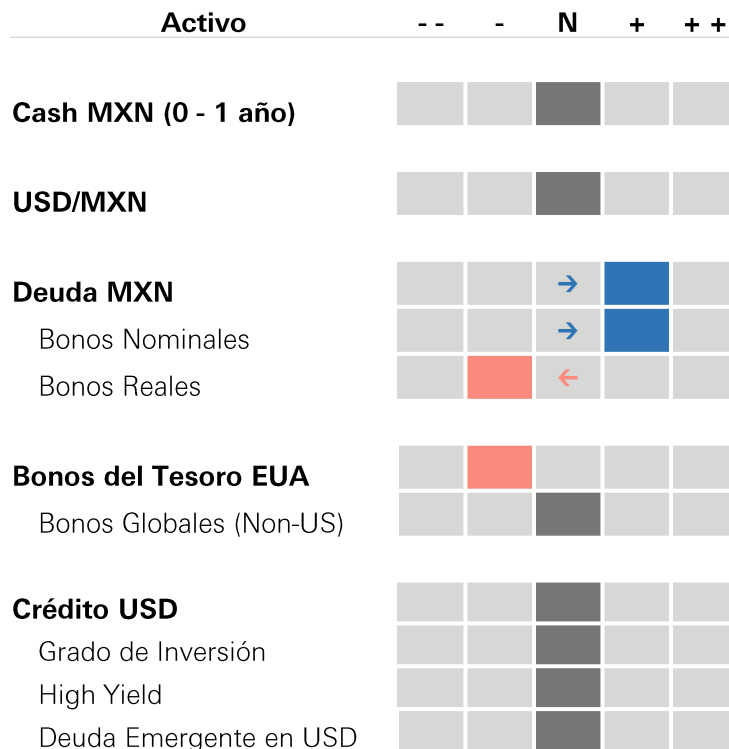 Activo - - - N + + +
Cash MXN (0 - 1 año)
USD/MXN
Deuda MXN →
Bonos Nominales →
Bonos Reales ←
Bonos del Tesoro EUA
Bonos Globales (Non-US)
Crédito USD
Grado de Inversión
High Yield
Deuda Emergente en USD